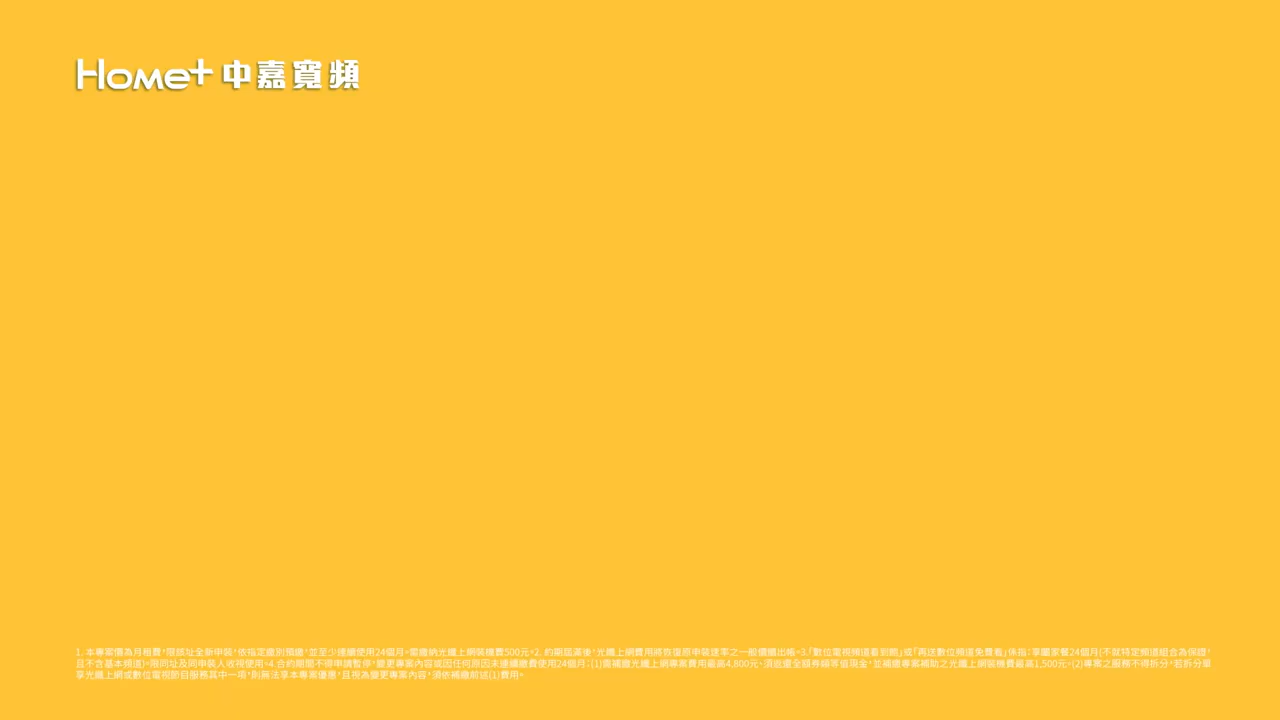 Home+ 中嘉寬頻
1. 本專案價為月租費，限該址全新申裝，依指定繳別預繳，並至少連續使用24個月。需繳納光纖上網裝機費500元。2. 約期屆滿後，光纖上網費用將恢復原申裝速率之一般價購出帳。3.「數位電視頻道看到飽」或「再送數位頻道免費看」係指：享闔家餐24個月(不就特定頻道組合為保證，
且不含基本頻道)。限同址及同申裝人收視使用。4.合約期間不得申請暫停，變更專案內容或因任何原因未連續繳費使用24個月：(1)需補繳光纖上網專案費用最高4,800元、須返還全額券類等值現金，並補繳專案補助之光纖上網裝機費最高1,500元。(2)專案之服務不得拆分，若拆分單
享光纖上網或數位電視節目服務其中一項，則無法享本專案優惠，且視為變更專案內容，須依補繳前述(1)費用。